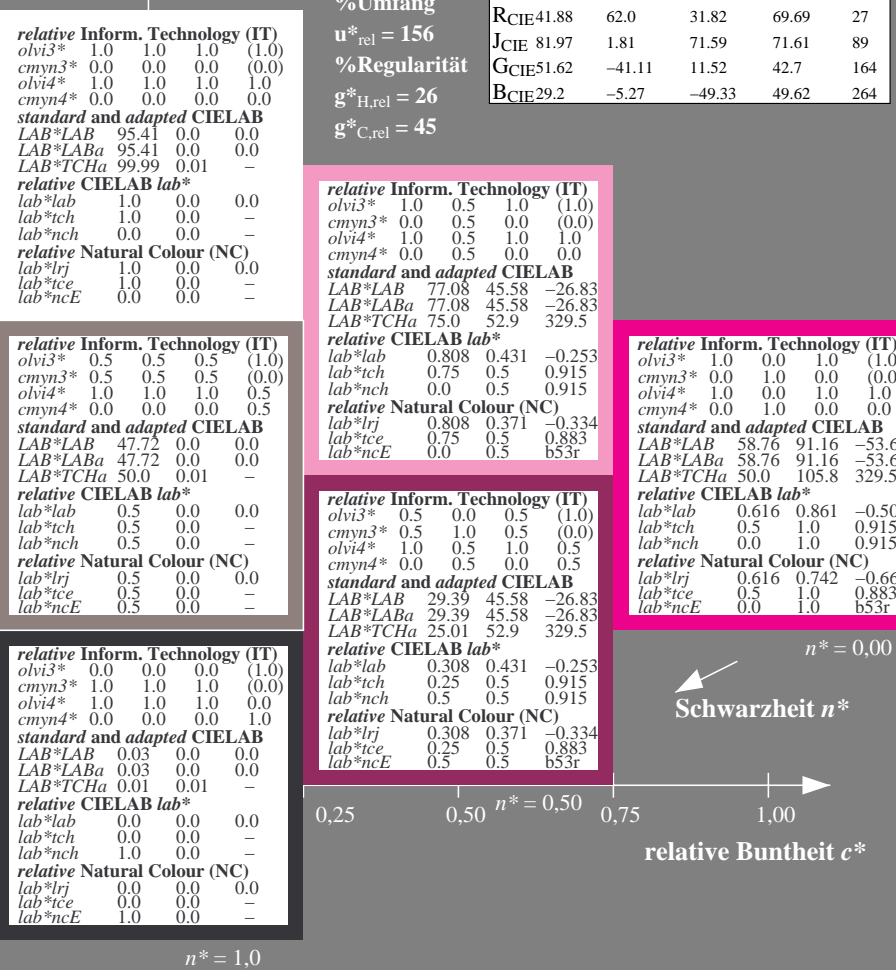 %Umfang
u*rel = 156
%Regularität
g*H,rel = 26
g*C,rel = 45
RCIE 41.88 62.0 31.82 69.69 27
JCIE 81.97 1.81 71.59 71.61 89
GCIE 51.62 –41.11 11.52 42.7 164
BCIE 29.2 –5.27 –49.33 49.62 264
relative Inform. Technology (IT)
olvi3* 1.0 1.0 1.0 (1.0)
cmyn3* 0.0 0.0 0.0 (0.0)
olvi4* 1.0 1.0 1.0 1.0
cmyn4* 0.0 0.0 0.0 0.0
standard and adapted CIELAB
LAB*LAB 95.41 0.0 0.0
LAB*LABa 95.41 0.0 0.0
LAB*TCHa 99.99 0.01 –
relative CIELAB lab*
lab*lab 1.0 0.0 0.0
lab*tch 1.0 0.0 –
lab*nch 0.0 0.0 –
relative Natural Colour (NC)
lab*lrj 1.0 0.0 0.0
lab*tce 1.0 0.0 –
lab*ncE 0.0 0.0 –
relative Inform. Technology (IT)
olvi3* 1.0 0.5 1.0 (1.0)
cmyn3* 0.0 0.5 0.0 (0.0)
olvi4* 1.0 0.5 1.0 1.0
cmyn4* 0.0 0.5 0.0 0.0
standard and adapted CIELAB
LAB*LAB 77.08 45.58 –26.83
LAB*LABa 77.08 45.58 –26.83
LAB*TCHa 75.0 52.9 329.5
relative CIELAB lab*
lab*lab 0.808 0.431 –0.253
lab*tch 0.75 0.5 0.915
lab*nch 0.0 0.5 0.915
relative Natural Colour (NC)
lab*lrj 0.808 0.371 –0.334
lab*tce 0.75 0.5 0.883
lab*ncE 0.0 0.5 b53r
relative Inform. Technology (IT)
olvi3* 0.5 0.5 0.5 (1.0)
cmyn3* 0.5 0.5 0.5 (0.0)
olvi4* 1.0 1.0 1.0 0.5
cmyn4* 0.0 0.0 0.0 0.5
standard and adapted CIELAB
LAB*LAB 47.72 0.0 0.0
LAB*LABa 47.72 0.0 0.0
LAB*TCHa 50.0 0.01 –
relative CIELAB lab*
lab*lab 0.5 0.0 0.0
lab*tch 0.5 0.0 –
lab*nch 0.5 0.0 –
relative Natural Colour (NC)
lab*lrj 0.5 0.0 0.0
lab*tce 0.5 0.0 –
lab*ncE 0.5 0.0 –
relative Inform. Technology (IT)
olvi3* 1.0 0.0 1.0 (1.0
cmyn3* 0.0 1.0 0.0 (0.0
olvi4* 1.0 0.0 1.0 1.0
cmyn4* 0.0 1.0 0.0 0.0
standard and adapted CIELAB
LAB*LAB 58.76 91.16 –53.6
LAB*LABa 58.76 91.16 –53.6
LAB*TCHa 50.0 105.8 329.5
relative CIELAB lab*
lab*lab 0.616 0.861 –0.50
lab*tch 0.5 1.0 0.915
lab*nch 0.0 1.0 0.915
relative Natural Colour (NC)
lab*lrj 0.616 0.742 –0.66
lab*tce 0.5 1.0 0.883
lab*ncE 0.0 1.0 b53r
relative Inform. Technology (IT)
olvi3* 0.5 0.0 0.5 (1.0)
cmyn3* 0.5 1.0 0.5 (0.0)
olvi4* 1.0 0.5 1.0 0.5
cmyn4* 0.0 0.5 0.0 0.5
standard and adapted CIELAB
LAB*LAB 29.39 45.58 –26.83
LAB*LABa 29.39 45.58 –26.83
LAB*TCHa 25.01 52.9 329.5
relative CIELAB lab*
lab*lab 0.308 0.431 –0.253
lab*tch 0.25 0.5 0.915
lab*nch 0.5 0.5 0.915
relative Natural Colour (NC)
lab*lrj 0.308 0.371 –0.334
lab*tce 0.25 0.5 0.883
lab*ncE 0.5 0.5 b53r
relative Inform. Technology (IT)
olvi3* 0.0 0.0 0.0 (1.0)
cmyn3* 1.0 1.0 1.0 (0.0)
olvi4* 1.0 1.0 1.0 0.0
cmyn4* 0.0 0.0 0.0 1.0
standard and adapted CIELAB
LAB*LAB 0.03 0.0 0.0
LAB*LABa 0.03 0.0 0.0
LAB*TCHa 0.01 0.01 –
relative CIELAB lab*
lab*lab 0.0 0.0 0.0
lab*tch 0.0 0.0 –
lab*nch 1.0 0.0 –
relative Natural Colour (NC)
lab*lrj 0.0 0.0 0.0
lab*tce 0.0 0.0 –
lab*ncE 1.0 0.0 –
n* = 0,00
Schwarzheit n*
0,25 0,50 n* = 0,50 0,75 1,00
relative Buntheit c*
n* = 1,0